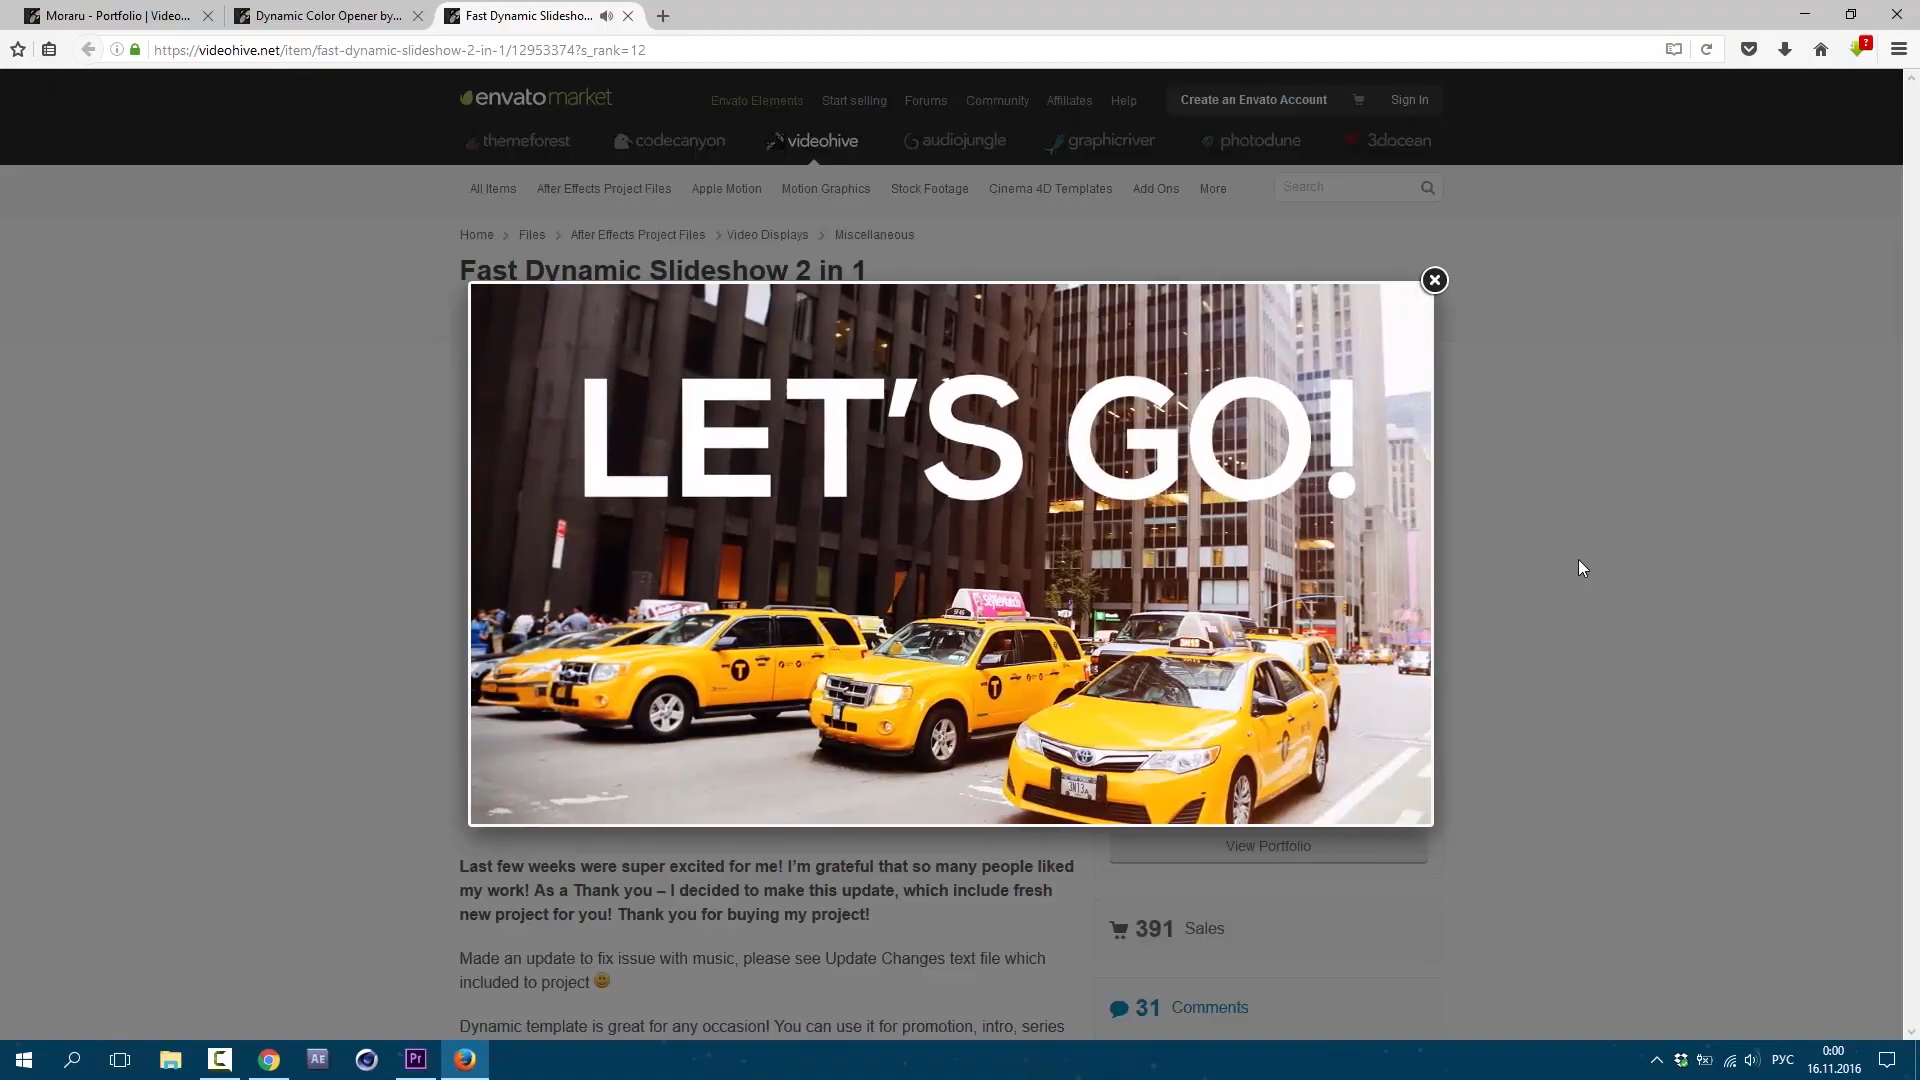 Moraru - Portfolio | Video...
Dynamic Color Opener by...
Fast Dynamic Slidesho...
https://videohive.net/item/fast-dynamic-slideshow-2-in-1/12953374?s_rank=12
envatomarket
Envato Elements
Start selling
Forums
Community
Affiliates
Help
Create an Envato Account
Sign In
themeforest
codecanyon
videohive
audiojungle
graphicriver
photodune
3docean
All Items
After Effects Project Files
Apple Motion
Motion Graphics
Stock Footage
Cinema 4D Templates
Add Ons
More
Search
Home
Files
After Effects Project Files
Video Displays
Miscellaneous
Fast Dynamic Slideshow 2 in 1
LET'S GO!
T
T
View Portfolio
Last few weeks were super excited for me! I'm grateful that so many people liked
my work! As a Thank you – I decided to make this update, which include fresh
new project for you! Thank you for buying my project!
391 Sales
Made an update to fix issue with music, please see Update Changes text file which
included to project
31 Comments
Dynamic template is great for any occasion! You can use it for promotion, intro, series
Ae
Pr
РУС
0:00
16.11.2016